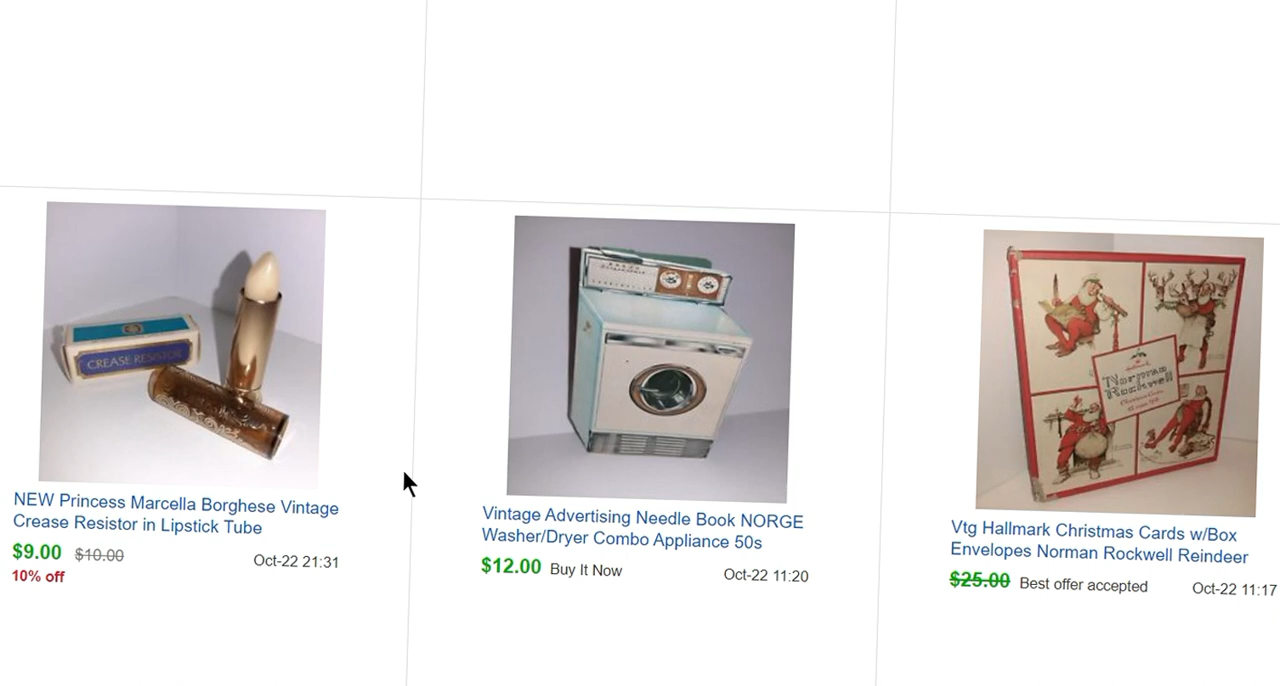 CREASE RESISTOR
Norman
Rockwell
NEW Princess Marcella Borghese Vintage
Crease Resistor in Lipstick Tube
$9.00 $10.00 Oct-22 21:31
10% off
Vintage Advertising Needle Book NORGE
Washer/Dryer Combo Appliance 50s
$12.00 Buy It Now Oct-22 11:20
Vtg Hallmark Christmas Cards w/Box
Envelopes Norman Rockwell Reindeer
$25.00 Best offer accepted Oct-22 11:17